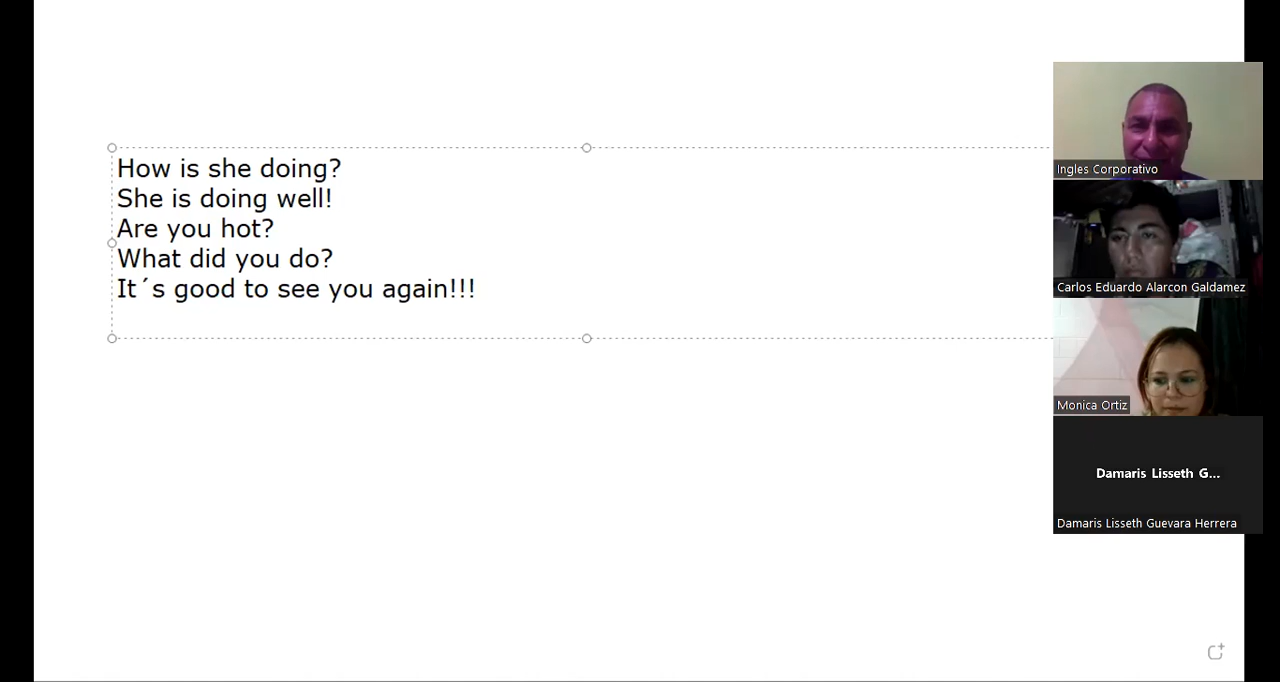 How is she doing?
She is doing well!
Are you hot?
What did you do?
It´s good to see you again!!!
Ingles Corporativo
Carlos Eduardo Alarcon Galdamez
Monica Ortiz
Damaris Lisseth G...
Damaris Lisseth Guevara Herrera